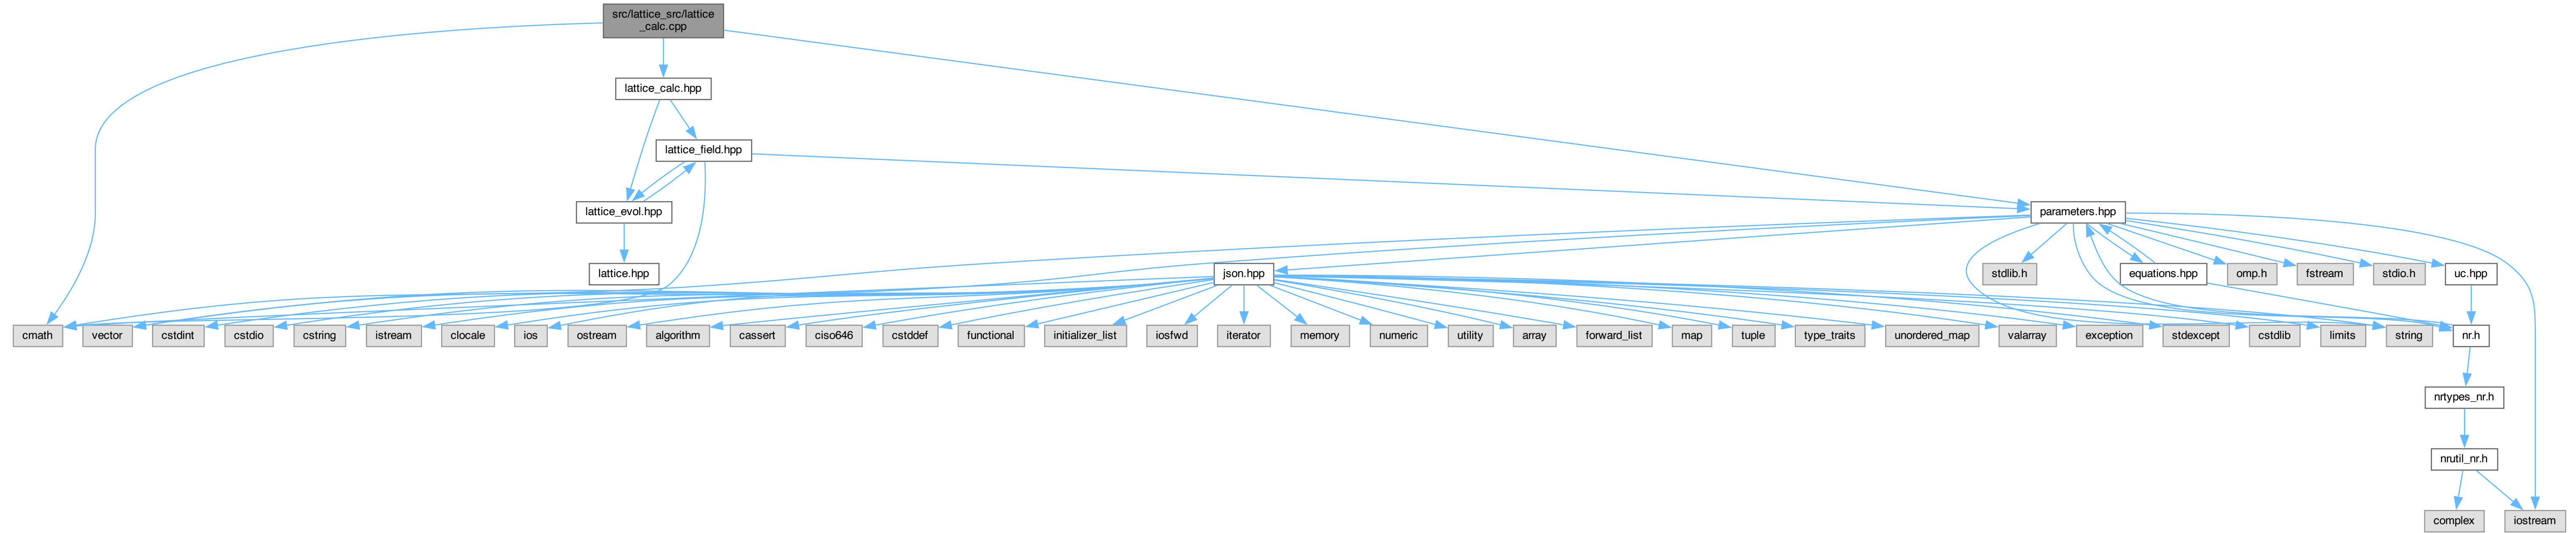 src/lattice_src/lattice
_calc.cpp
lattice_calc.hpp
lattice_field.hpp
lattice_evol.hpp
parameters.hpp
lattice.hpp
json.hpp
stdlib.h
equations.hpp
omp.h
fstream
stdio.h
uc.hpp
cmath
vector
cstdint
cstdio
cstring
istream
clocale
ios
ostream
algorithm
cassert
ciso646
cstddef
functional
initializer_list
iosfwd
iterator
memory
numeric
utility
array
forward_list
map
tuple
type_traits
unordered_map
valarray
exception
stdexcept
cstdlib
limits
string
nr.h
nrtypes_nr.h
nrutil_nr.h
complex
iostream